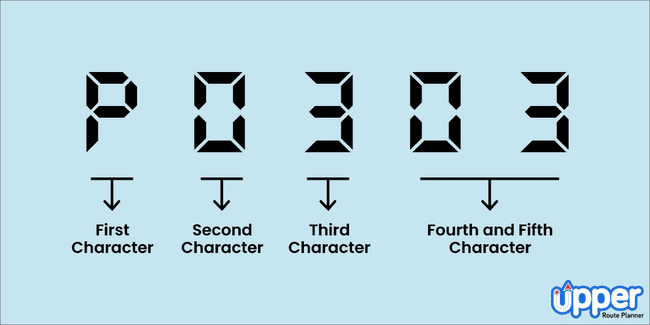 P0303
First Character
Second Character
Third Character
Fourth and Fifth Character
Upper
Route Planner